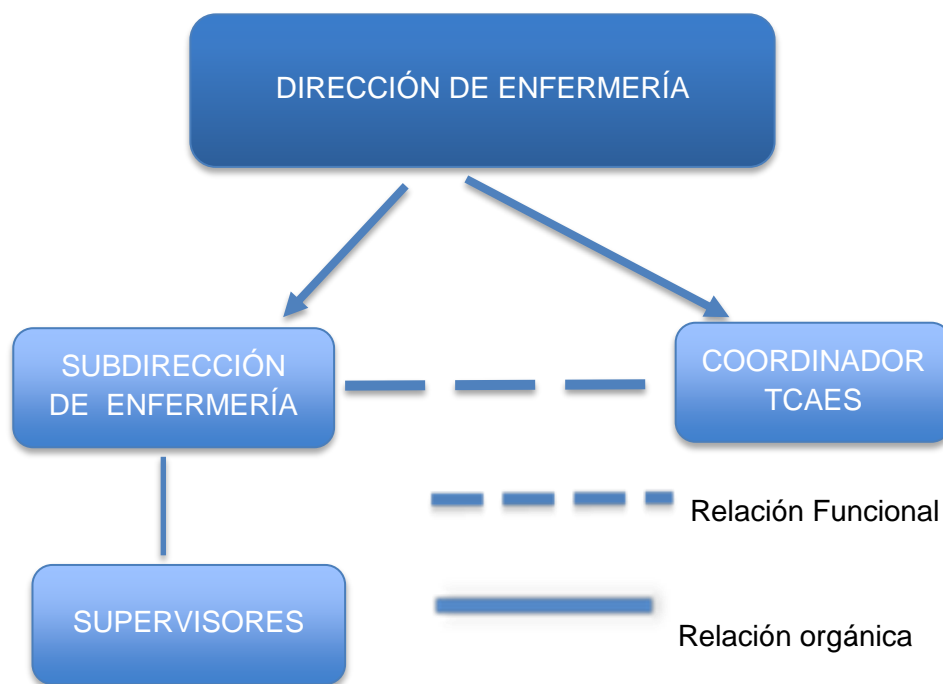 DIRECCIÓN DE ENFERMERÍA
SUBDIRECCIÓN
DE ENFERMERÍA
COORDINADOR
TCAES
Relación Funcional
SUPERVISORES
Relación orgánica